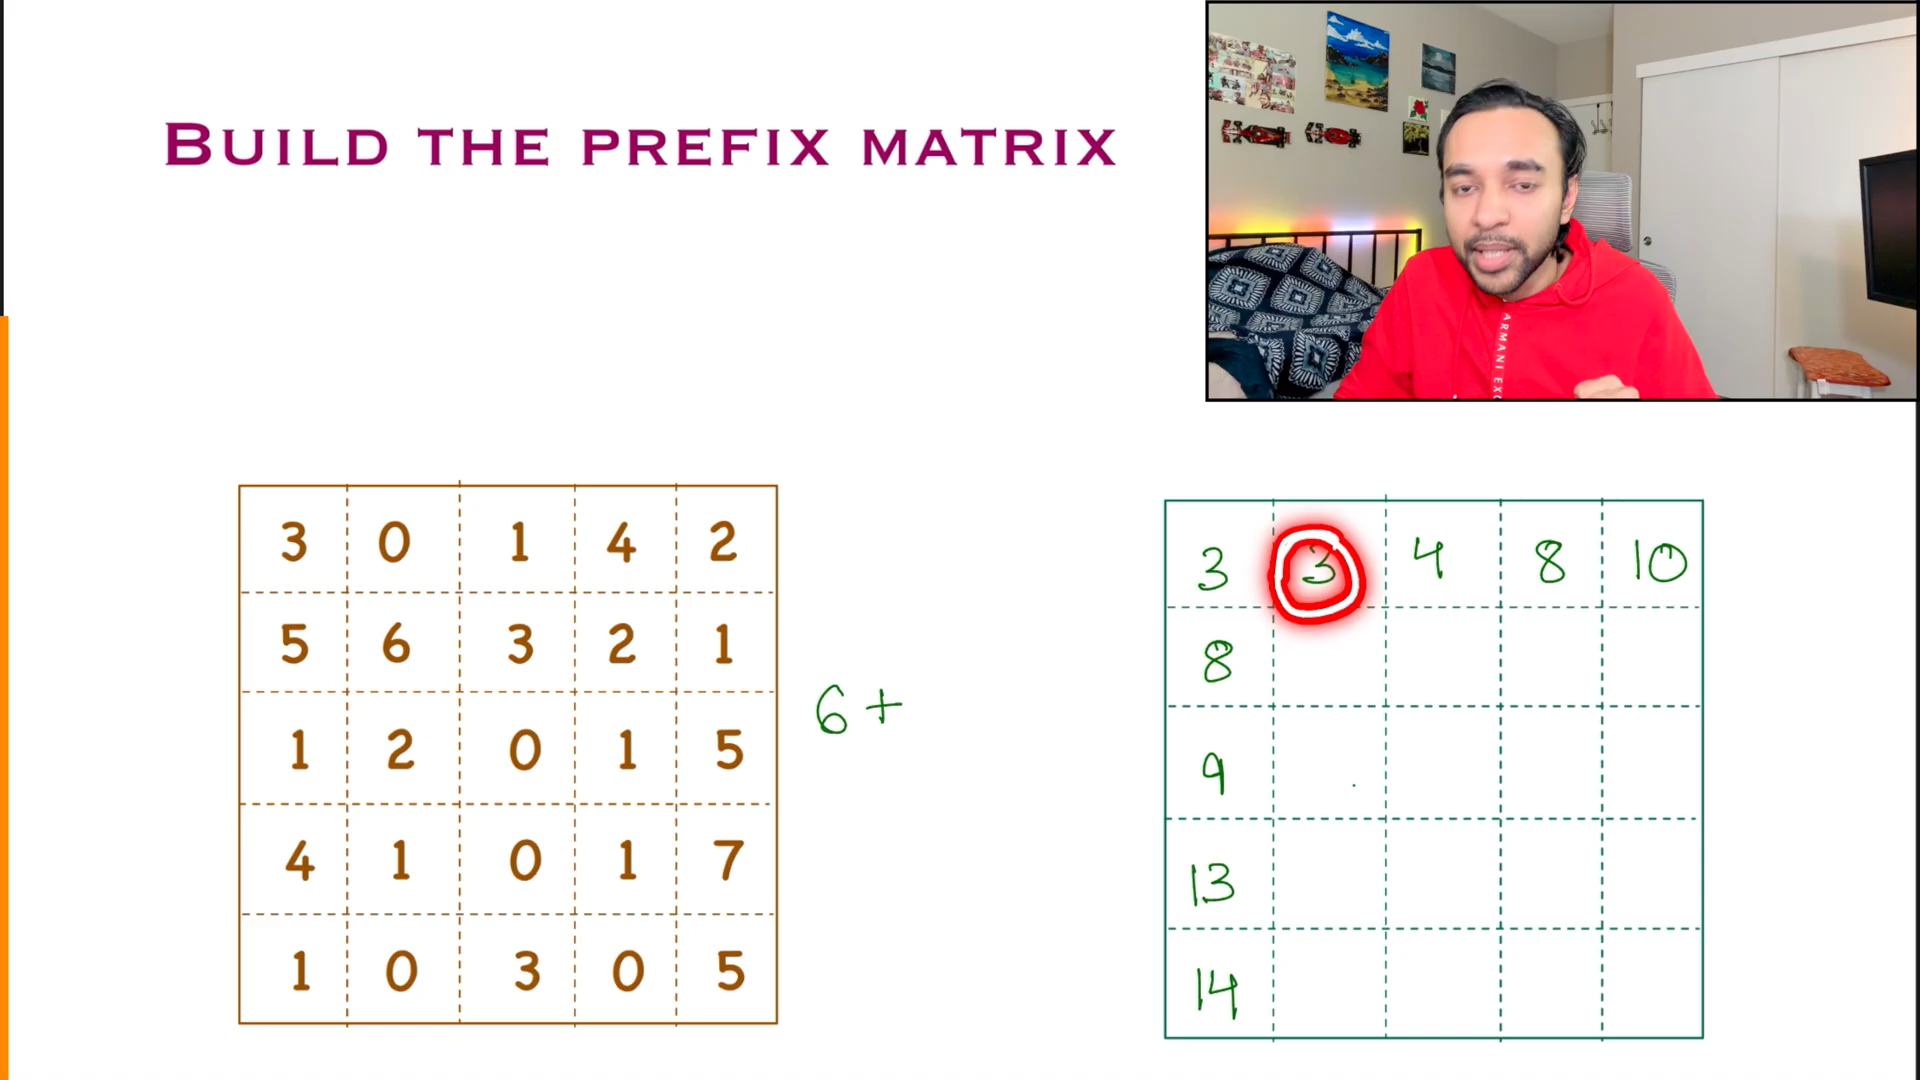 BUILD THE PREFIX MATRIX
ARMANI EXC
3 0 1 4 2
5 6 3 2 1
1 2 0 1 5
4 1 0 1 7
1 0 3 0 5
6 +
3 3 4 8 10
8
9
13
14